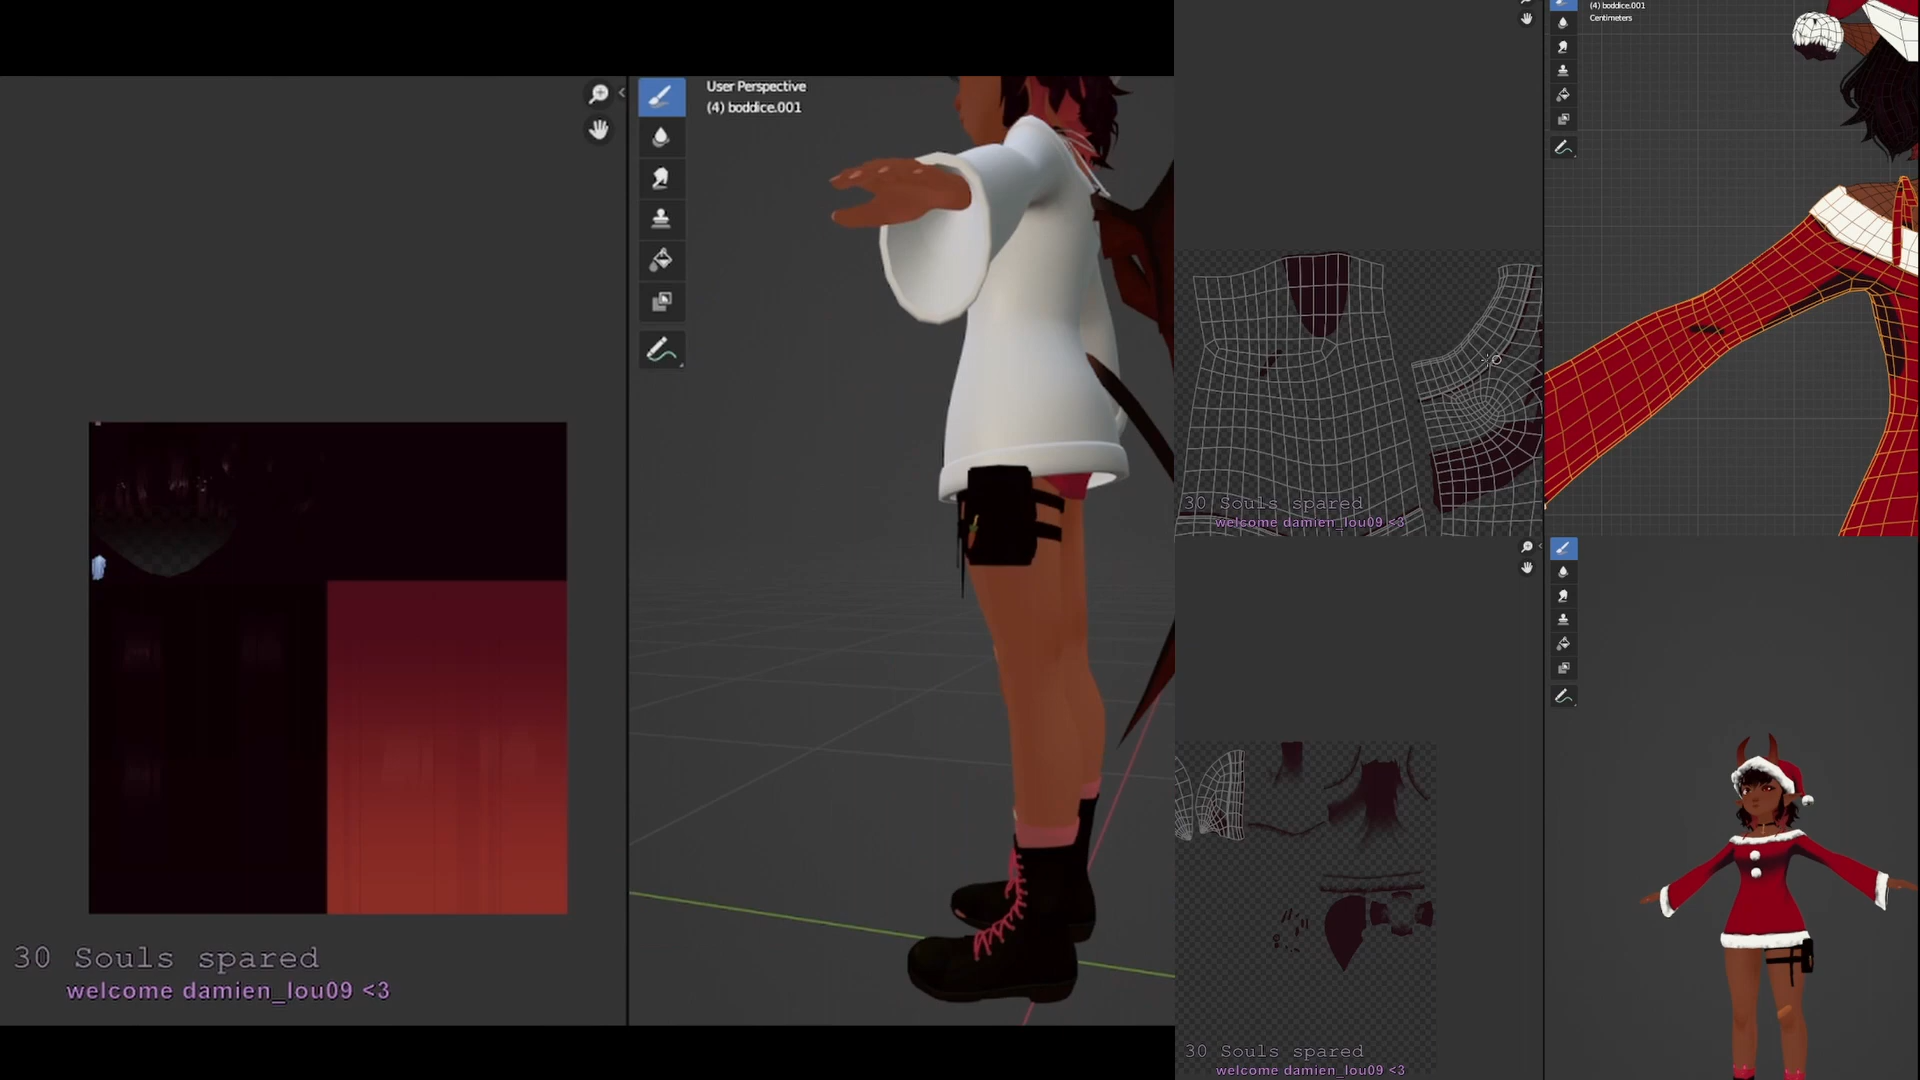 User Perspective
(4) boddice.001
30 Souls spared
welcome damien_lou09 <3
(4) boddice.001
Centimeters
30 Souls spared
welcome damien_lou09 <3
30 Souls spared
welcome damien_lou09 <3